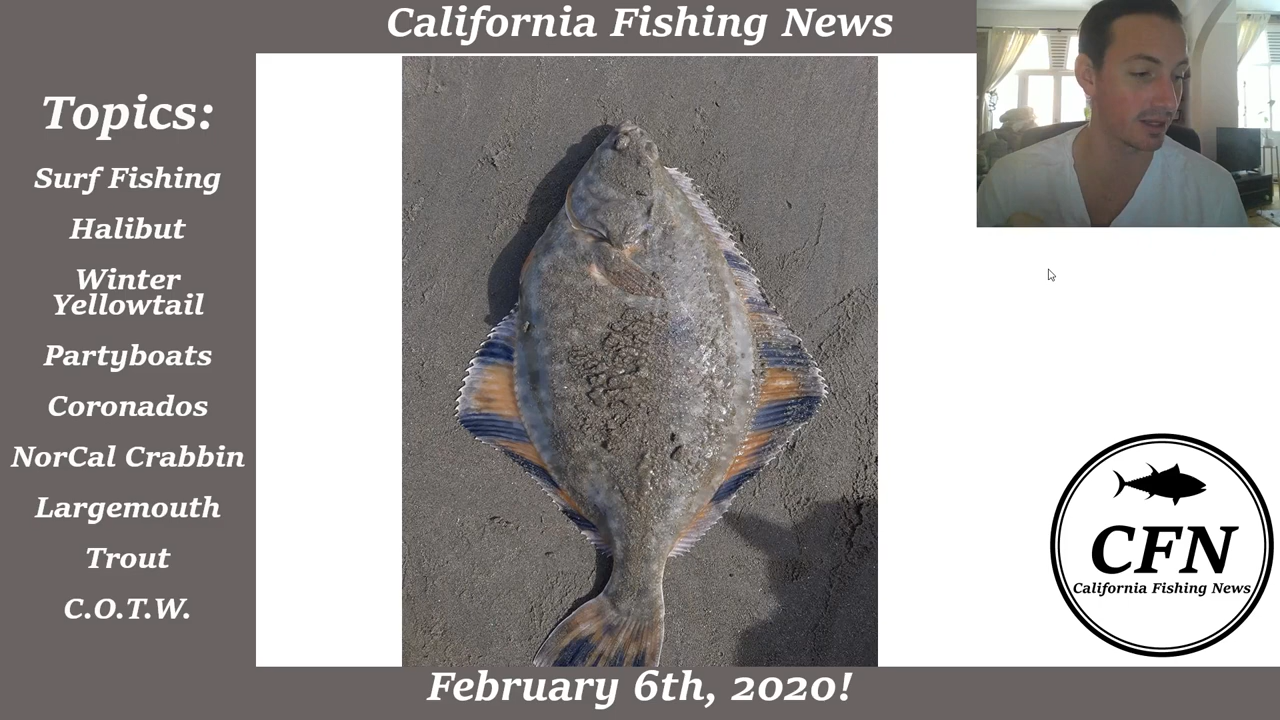 California Fishing News
Topics:
Surf Fishing
Halibut
Winter
Yellowtail
Partyboats
Coronados
NorCal Crabbin
Largemouth
Trout
C.O.T.W.
CFN
California Fishing News
February 6th, 2020!